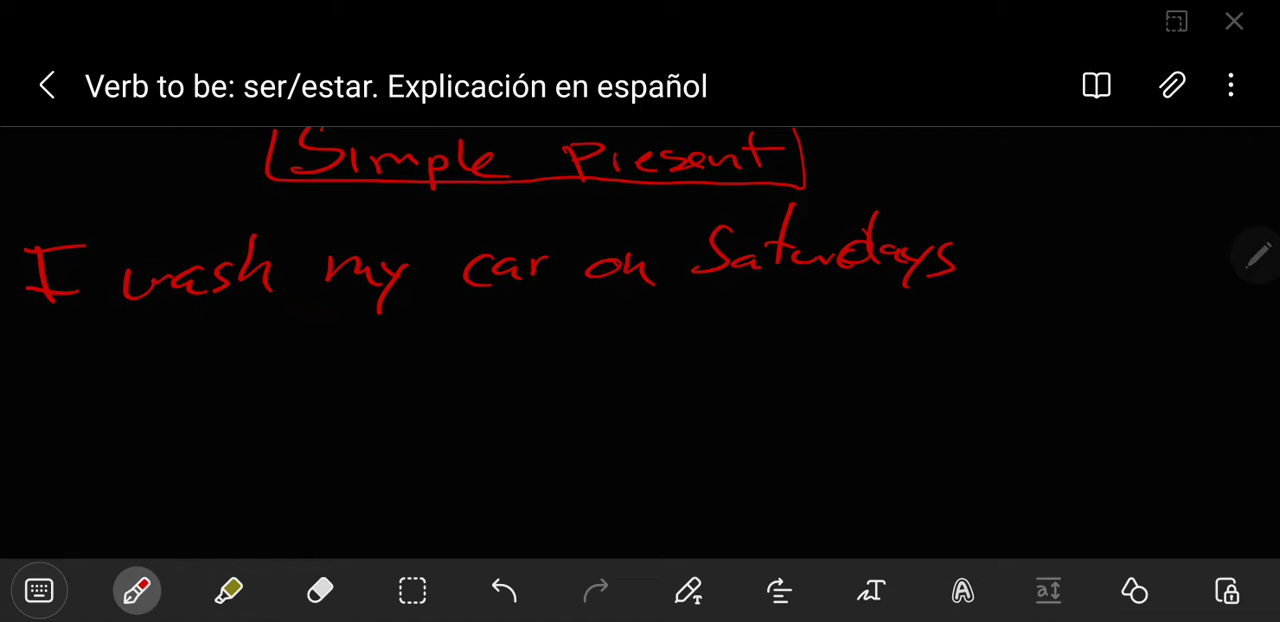 Verb to be: ser/estar. Explicación en español
Simple Present
I wash my car on Saturdays